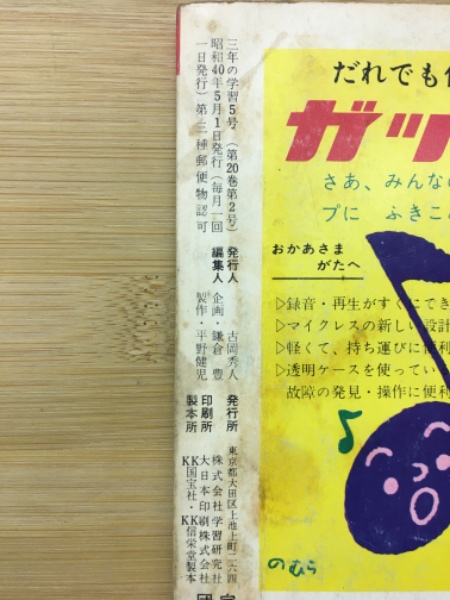 三年の学習5号 (第20巻第2号)
昭和40年5月1日発行(毎月一回
一日発行)第三種郵便物認可
発行人 古岡秀人
編集人 企画・鎌倉 豊
製作・平野健児
発行所 東京都大田区上池上町二六四
株式会社学習研究社
印刷所 大日本印刷株式会社
製本所 KK国宝社・KK信栄堂製本
だれでも
ガッ
さあ、みんな
プに ふきこ
おかあさま
がたへ
▷録音・再生がすぐにでき
▷マイクレスの新しい設計
▷軽くて、持ち運びに便利
▷透明ケースを使ってい
故障の発見・操作に便利
のむら